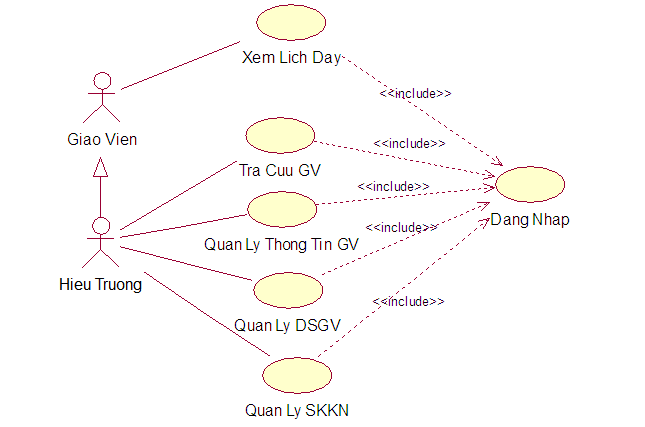 Xem Lich Day
<<include>>
Giao Vien
<<include>>
Tra Cuu GV
<<include>>
Dang Nhap
Quan Ly Thong Tin GV
<<include>>
Hieu Truong
<<include>>
Quan Ly DSGV
Quan Ly SKKN